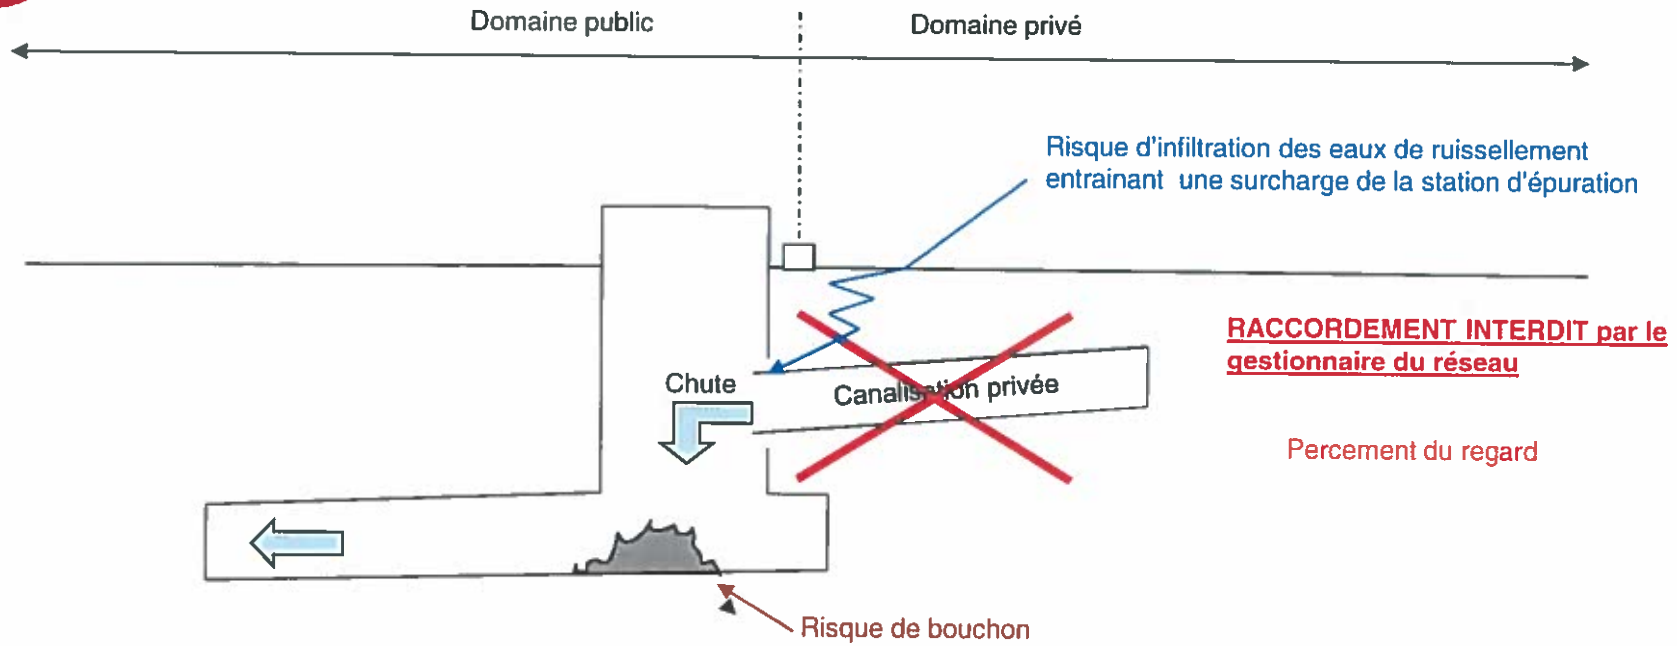 Domaine public
Domaine privé
Risque d'infiltration des eaux de ruissellement
entrainant une surcharge de la station d'épuration
RACCORDEMENT INTERDIT par le
gestionnaire du réseau
Chute
Canalisation privée
Percement du regard
Risque de bouchon